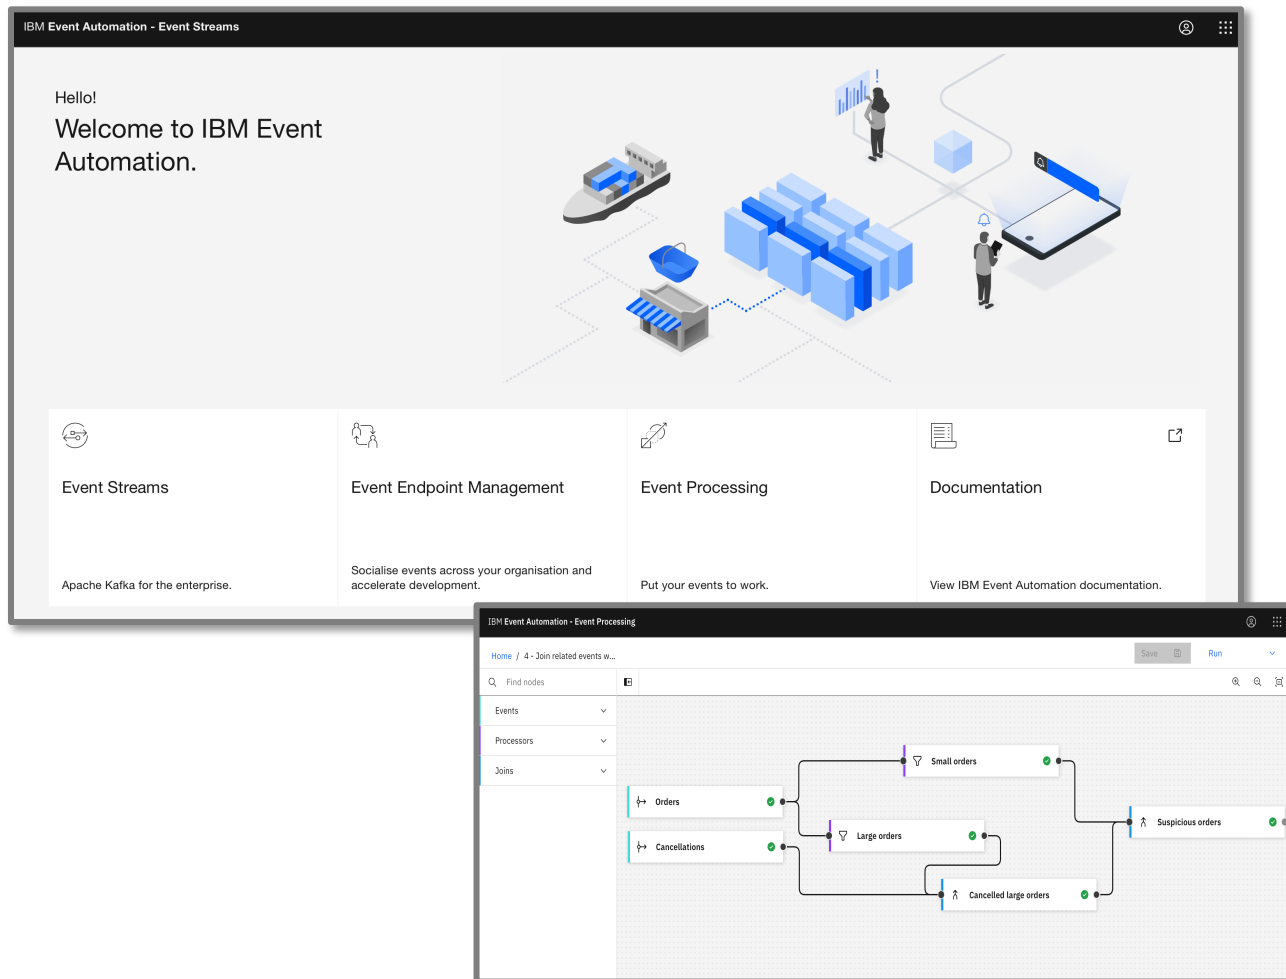 IBM Event Automation - Event Streams
Hello!
Welcome to IBM Event
Automation.
!
Event Streams
Apache Kafka for the enterprise.
Event Endpoint Management
Socialise events across your organisation and
accelerate development.
Event Processing
Put your events to work.
Documentation
View IBM Event Automation documentation.
IBM Event Automation - Event Processing
Home / 4 - Join related events w...
Save
Run
Find nodes
Events
Processors
Joins
Small orders
Orders
Suspicious orders
Large orders
Cancellations
Cancelled large orders